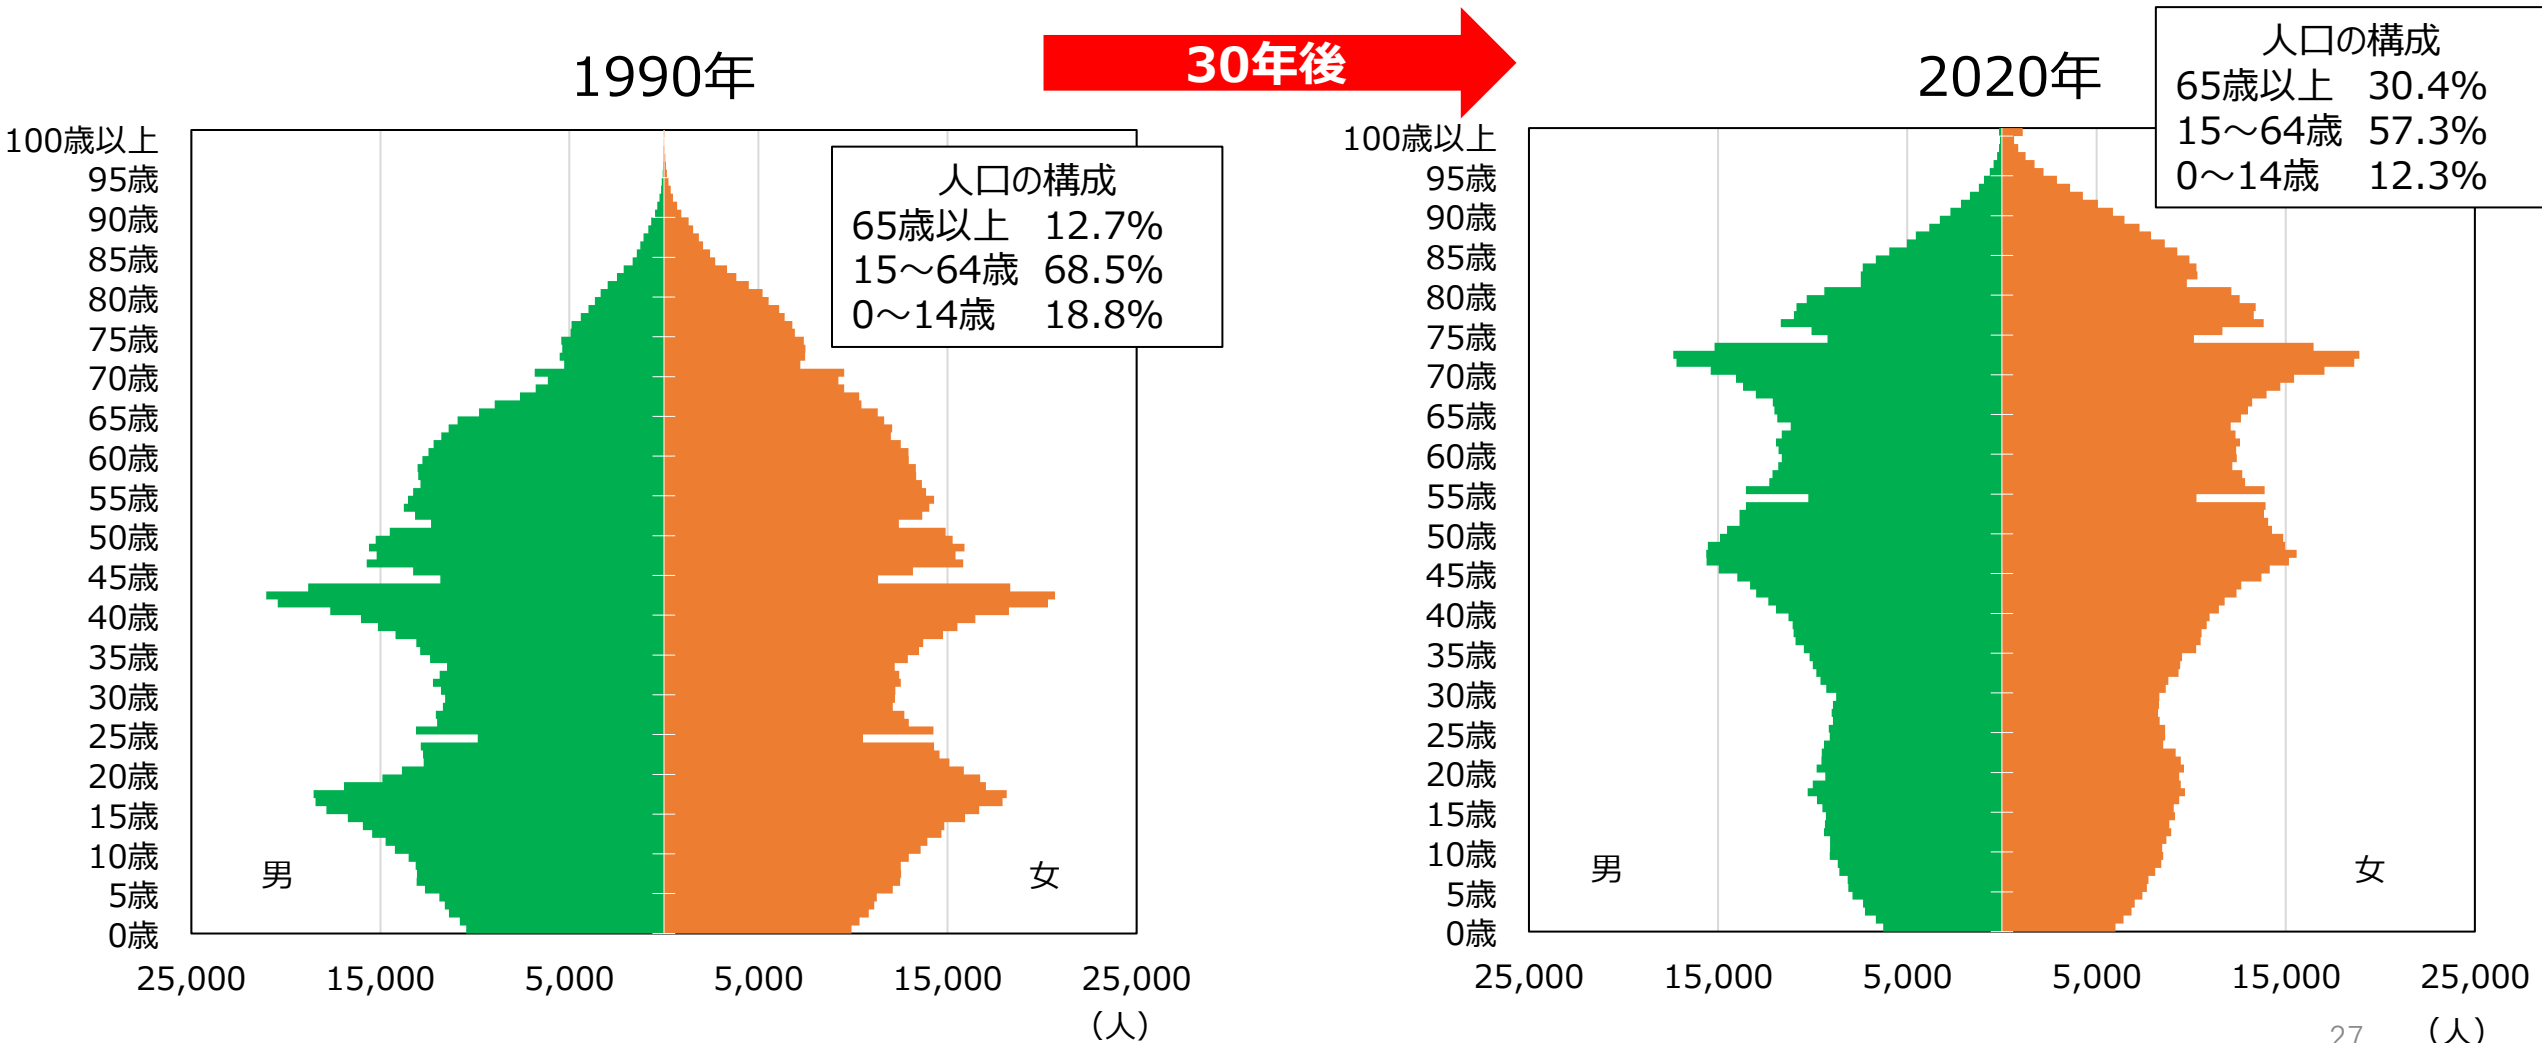 1990年
30年後
2020年
人口の構成
65歳以上 12.7%
15～64歳 68.5%
0～14歳 18.8%
人口の構成
65歳以上 30.4%
15～64歳 57.3%
0～14歳 12.3%
100歳以上
95歳
90歳
85歳
80歳
75歳
70歳
65歳
60歳
55歳
50歳
45歳
40歳
35歳
30歳
25歳
20歳
15歳
10歳
5歳
0歳
男
女
25,000 15,000 5,000 5,000 15,000 25,000
（人）
100歳以上
95歳
90歳
85歳
80歳
75歳
70歳
65歳
60歳
55歳
50歳
45歳
40歳
35歳
30歳
25歳
20歳
15歳
10歳
5歳
0歳
男
女
25,000 15,000 5,000 5,000 15,000 25,000
（人）
27